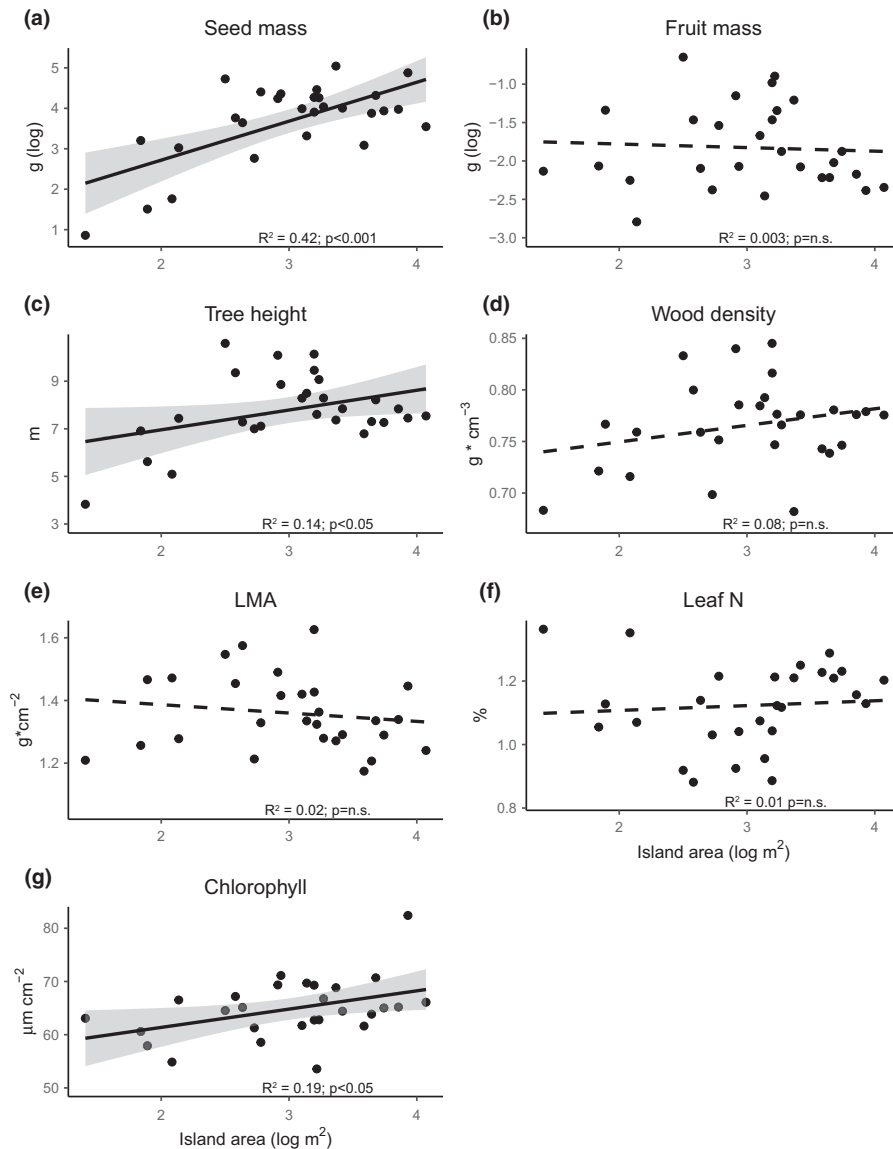 (a)
Seed mass
g (log)
5
4
3
2
1
R² = 0.42; p<0.001
2 3 4
(b)
Fruit mass
g (log)
−1.0
−1.5
−2.0
−2.5
−3.0
R² = 0.003; p=n.s.
2 3 4
(c)
Tree height
m
9
7
5
3
R² = 0.14; p<0.05
2 3 4
(d)
Wood density
g * cm⁻³
0.85
0.80
0.75
0.70
R² = 0.08; p=n.s.
2 3 4
(e)
LMA
g*cm⁻²
1.6
1.4
1.2
R² = 0.02; p=n.s.
2 3 4
(f)
Leaf N
%
1.2
1.0
0.8
R² = 0.01 p=n.s.
2 3 4
Island area (log m²)
(g)
Chlorophyll
µm cm⁻²
80
70
60
50
R² = 0.19; p<0.05
2 3 4
Island area (log m²)